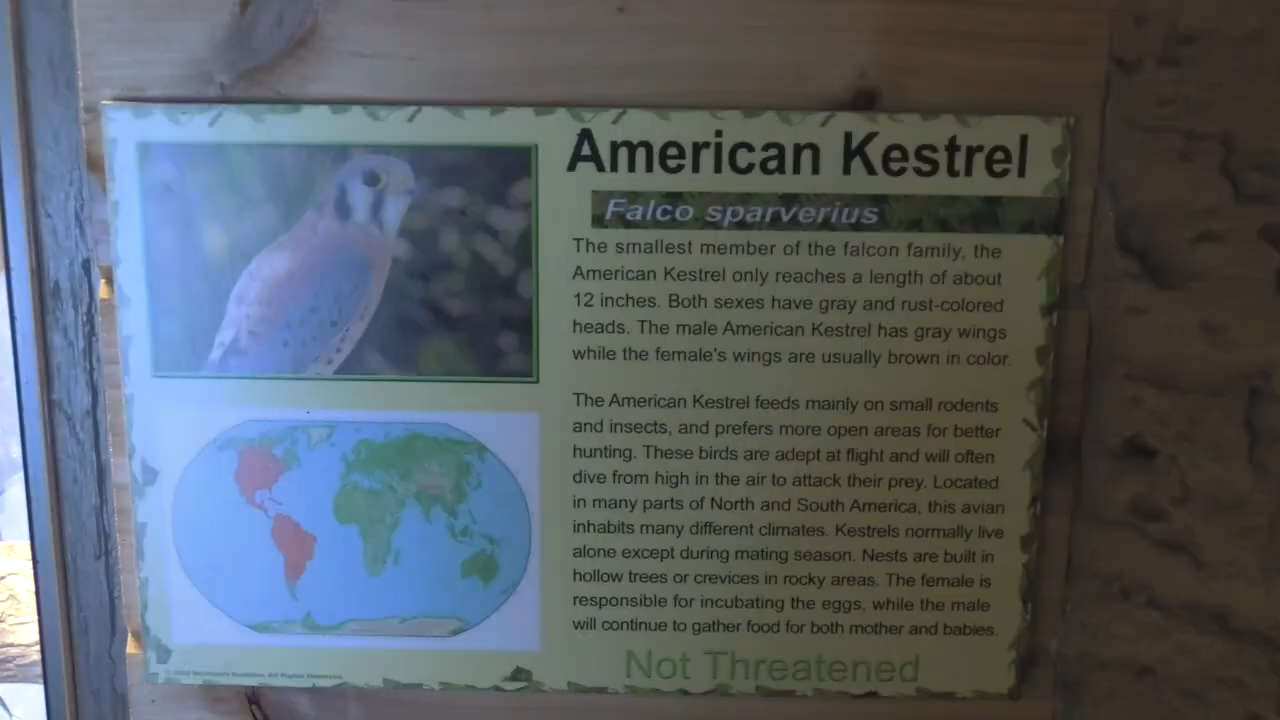 American Kestrel
Falco sparverius
The smallest member of the falcon family, the
American Kestrel only reaches a length of about
12 inches. Both sexes have gray and rust-colored
heads. The male American Kestrel has gray wings
while the female's wings are usually brown in color.
The American Kestrel feeds mainly on small rodents
and insects, and prefers more open areas for better
hunting. These birds are adept at flight and will often
dive from high in the air to attack their prey. Located
in many parts of North and South America, this avian
inhabits many different climates. Kestrels normally live
alone except during mating season. Nests are built in
hollow trees or crevices in rocky areas. The female is
responsible for incubating the eggs, while the male
will continue to gather food for both mother and babies.
Not Threatened
All Rights Reserved